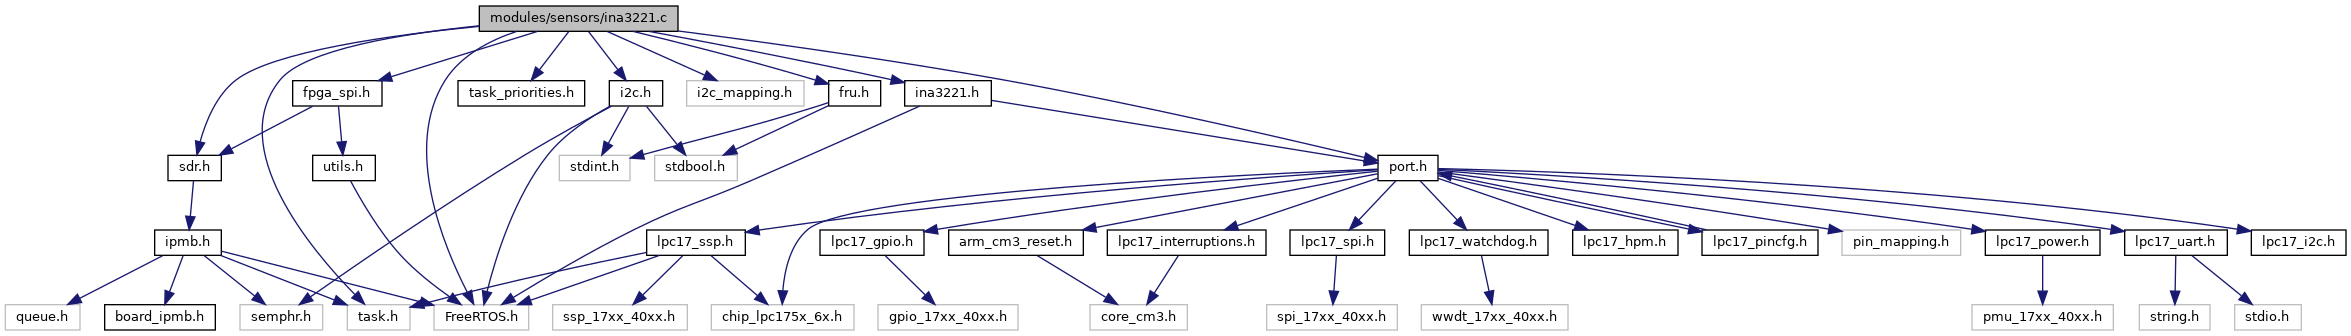 modules/sensors/ina3221.c
fpga_spi.h
task_priorities.h
i2c.h
i2c_mapping.h
fru.h
ina3221.h
sdr.h
utils.h
stdint.h
stdbool.h
port.h
ipmb.h
lpc17_ssp.h
lpc17_gpio.h
arm_cm3_reset.h
lpc17_interruptions.h
lpc17_spi.h
lpc17_watchdog.h
lpc17_hpm.h
lpc17_pincfg.h
pin_mapping.h
lpc17_power.h
lpc17_uart.h
lpc17_i2c.h
queue.h
board_ipmb.h
semphr.h
task.h
FreeRTOS.h
ssp_17xx_40xx.h
chip_lpc175x_6x.h
gpio_17xx_40xx.h
core_cm3.h
spi_17xx_40xx.h
wwdt_17xx_40xx.h
pmu_17xx_40xx.h
string.h
stdio.h